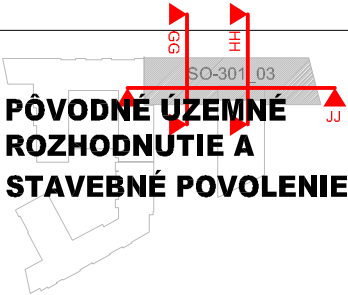 GG
HH
SO-301_03
JJ
PÔVODNÉ ÚZEMNÉ
ROZHODNUTIE A
STAVEBNÉ POVOLENIE